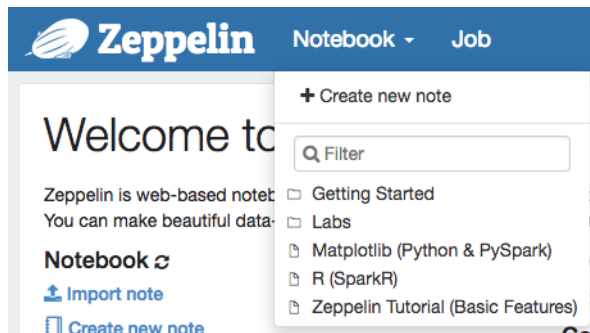 Zeppelin Notebook Job
+ Create new note
Filter
Getting Started
Labs
Matplotlib (Python & PySpark)
R (SparkR)
Zeppelin Tutorial (Basic Features)
Welcome to
Zeppelin is web-based noteb
You can make beautiful data-
Notebook
Import note
Create new note